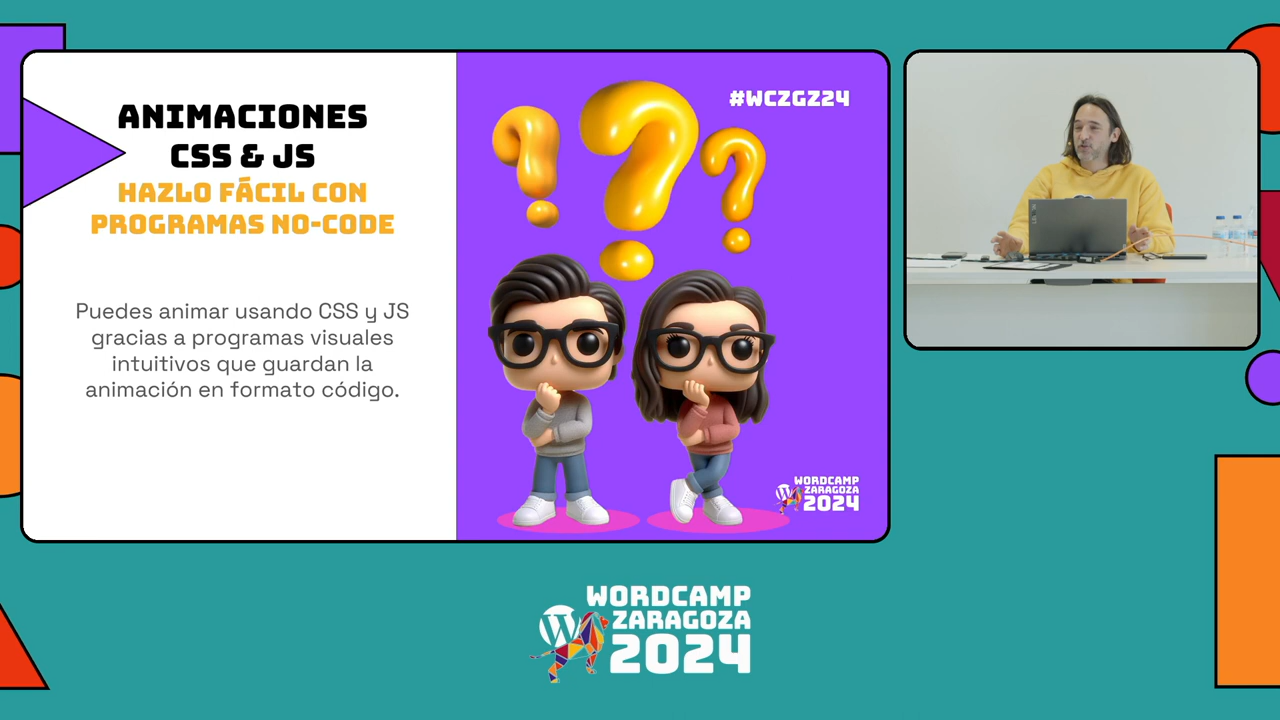 ANIMACIONES
CSS & JS
HAZLO FÁCIL CON
PROGRAMAS NO-CODE
Puedes animar usando CSS y JS
gracias a programas visuales
intuitivos que guardan la
animación en formato código.
#WCZGZ24
WORDCAMP
ZARAGOZA
2024
WORDCAMP
ZARAGOZA
2024